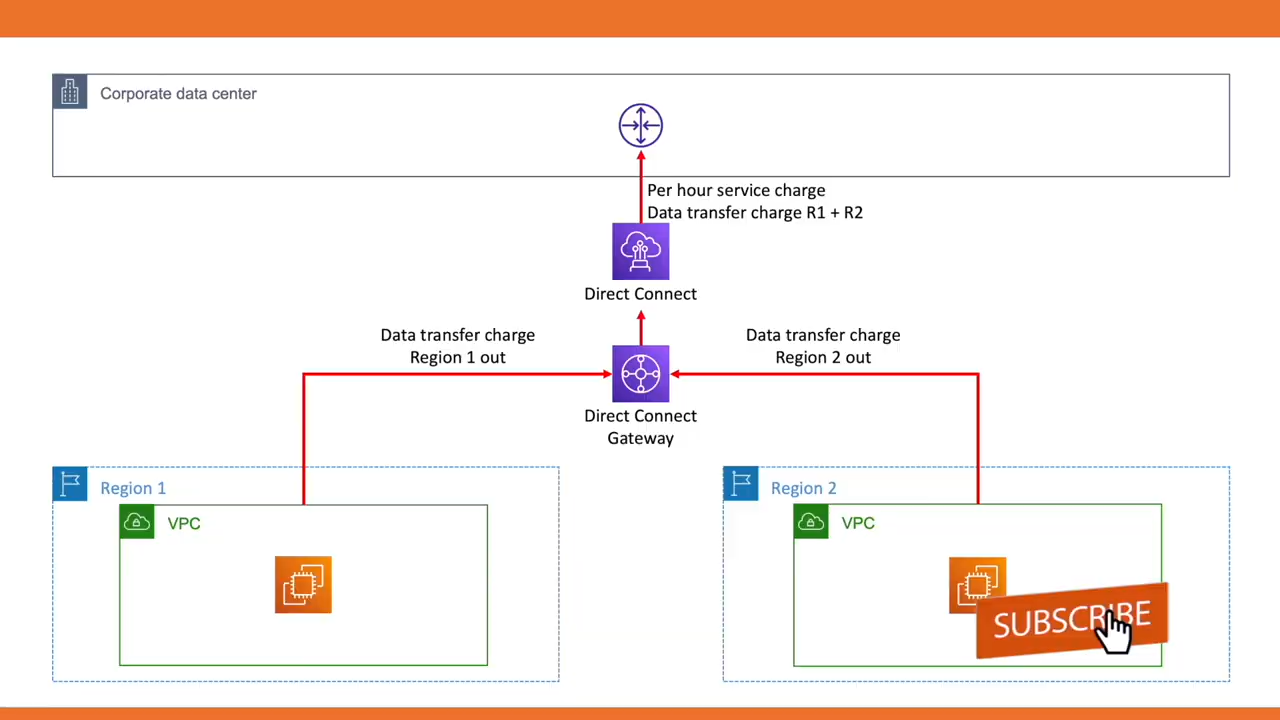 Corporate data center
Per hour service charge
Data transfer charge R1 + R2
Direct Connect
Data transfer charge
Region 1 out
Data transfer charge
Region 2 out
Direct Connect
Gateway
Region 1
VPC
Region 2
VPC
SUBSCRIBE